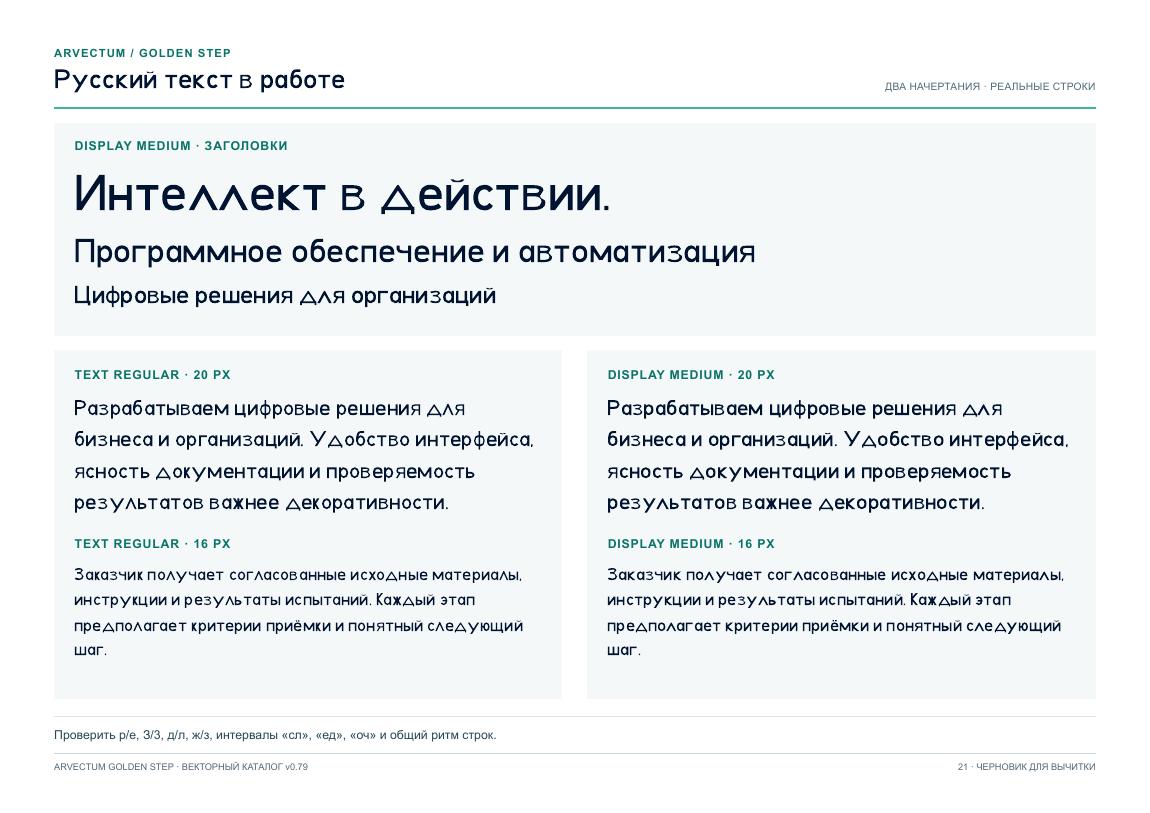 ARVECTUM / GOLDEN STEP
Русский текст в работе
ДВА НАЧЕРТАНИЯ · РЕАЛЬНЫЕ СТРОКИ
DISPLAY MEDIUM · ЗАГОЛОВКИ
Интеллект в действии.
Программное обеспечение и автоматизация
Цифровые решения для организаций
TEXT REGULAR · 20 PX
Разрабатываем цифровые решения для
бизнеса и организаций. Удобство интерфейса,
ясность документации и проверяемость
результатов важнее декоративности.
TEXT REGULAR · 16 PX
Заказчик получает согласованные исходные материалы,
инструкции и результаты испытаний. Каждый этап
предполагает критерии приёмки и понятный следующий
шаг.
DISPLAY MEDIUM · 20 PX
Разрабатываем цифровые решения для
бизнеса и организаций. Удобство интерфейса,
ясность документации и проверяемость
результатов важнее декоративности.
DISPLAY MEDIUM · 16 PX
Заказчик получает согласованные исходные материалы,
инструкции и результаты испытаний. Каждый этап
предполагает критерии приёмки и понятный следующий
шаг.
Проверить р/е, З/3, д/л, ж/з, интервалы «сл», «ед», «оч» и общий ритм строк.
ARVECTUM GOLDEN STEP · ВЕКТОРНЫЙ КАТАЛОГ v0.79
21 · ЧЕРНОВИК ДЛЯ ВЫЧИТКИ